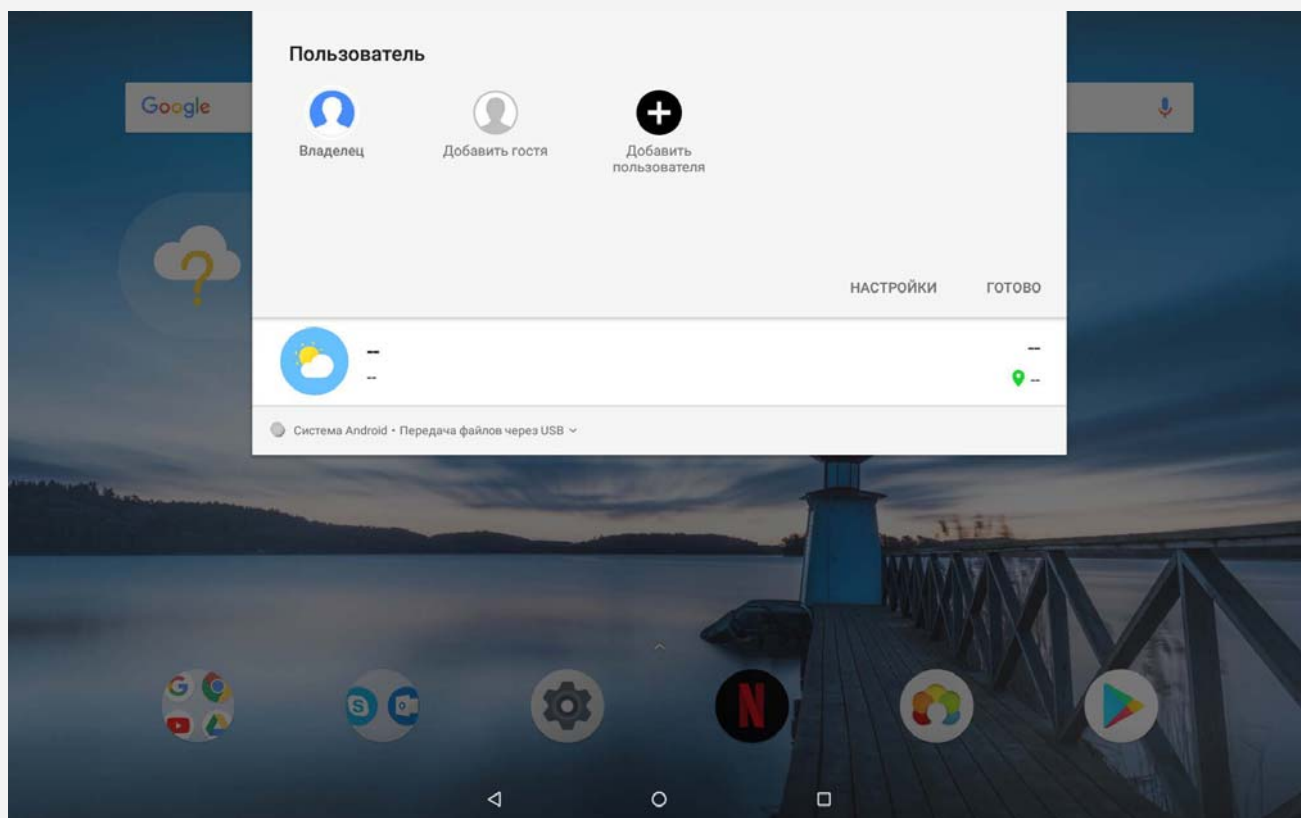 Пользователь
Google
Владелец
Добавить гостя
Добавить
пользователя
НАСТРОЙКИ ГОТОВО
-- --
-- --
Система Android • Передача файлов через USB